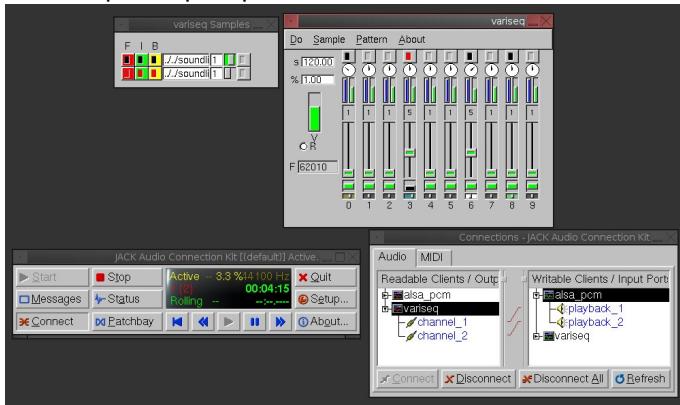 variseq Samples
F I B
././soundli 1
././soundli 1
variseq
Do Sample Pattern About
s 120.00
% 1.00
V
R
F 62010
1 1 1 5 1 1 5 1 1 1
0 1 2 3 4 5 6 7 8 9
JACK Audio Connection Kit [(default)] Active.
Start Stop Active -- 3.3 % 44100 Hz Quit
Messages Status 00:04:15
Rolling -- --:--.---- Setup...
Connect Patchbay About...
Connections - JACK Audio Connection Kit
Audio MIDI
Readable Clients / Outp
alsa_pcm
variseq
channel_1
channel_2
Writable Clients / Input Ports
alsa_pcm
playback_1
playback_2
variseq
Connect Disconnect Disconnect All Refresh